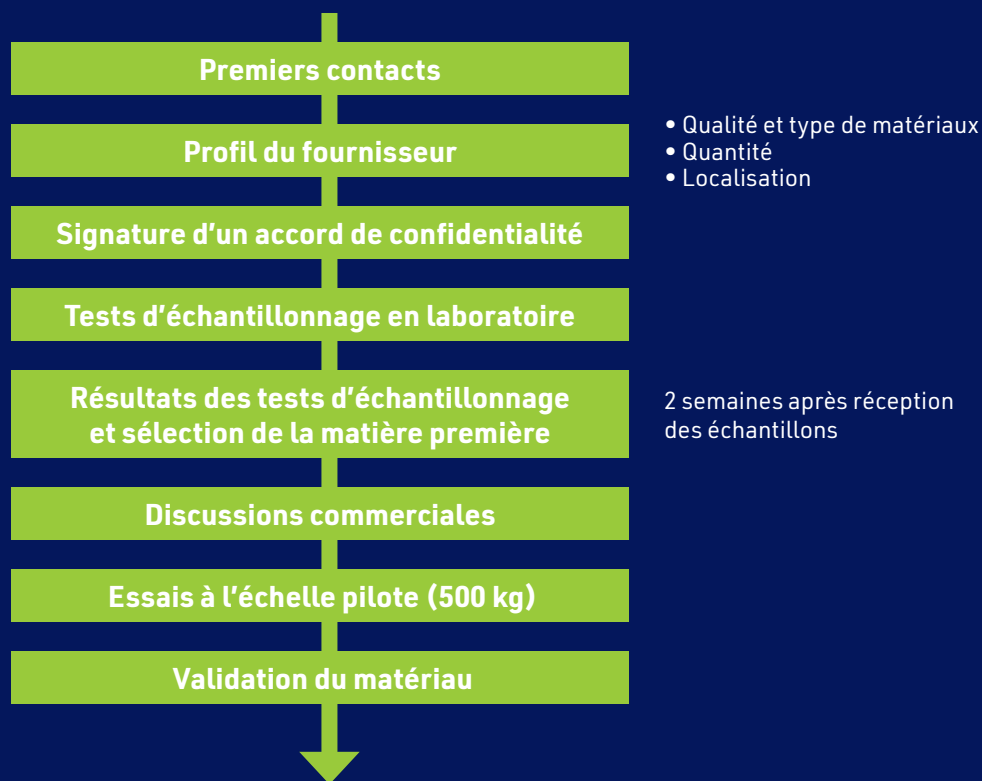 Premiers contacts
Profil du fournisseur
• Qualité et type de matériaux
• Quantité
• Localisation
Signature d’un accord de confidentialité
Tests d’échantillonnage en laboratoire
Résultats des tests d’échantillonnage
et sélection de la matière première
2 semaines après réception
des échantillons
Discussions commerciales
Essais à l’échelle pilote (500 kg)
Validation du matériau